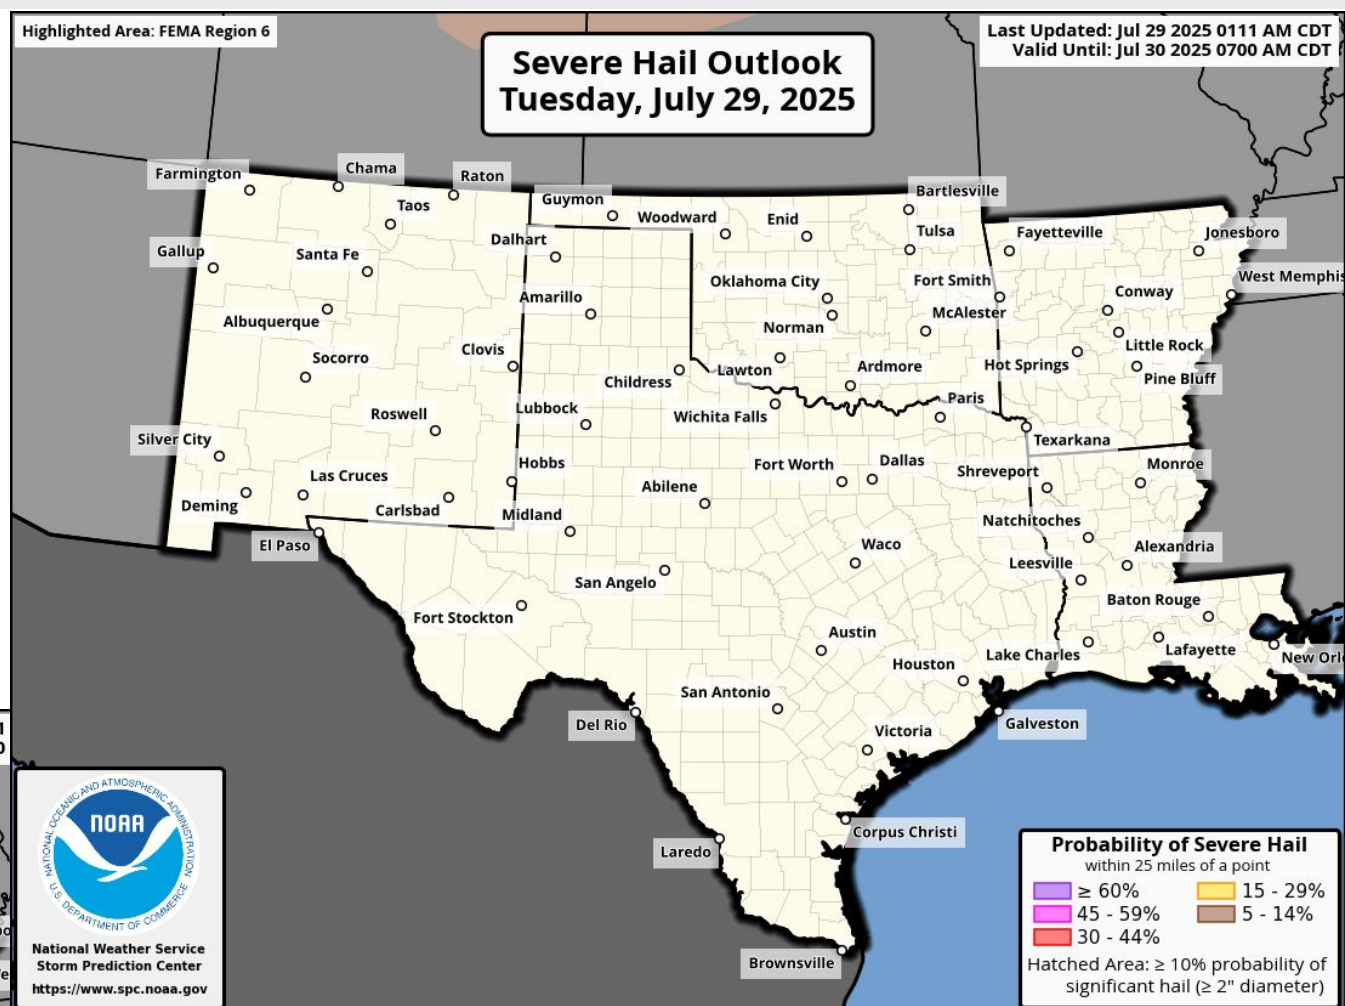 Highlighted Area: FEMA Region 6
Severe Hail Outlook
Tuesday, July 29, 2025
Last Updated: Jul 29 2025 0111 AM CDT
Valid Until: Jul 30 2025 0700 AM CDT
Farmington
Chama
Raton
Taos
Guymon
Woodward
Enid
Bartlesville
Tulsa
Fayetteville
Jonesboro
Gallup
Santa Fe
Dalhart
Oklahoma City
Fort Smith
West Memphis
Albuquerque
Amarillo
Norman
McAlester
Conway
Little Rock
Socorro
Clovis
Childress
Lawton
Ardmore
Hot Springs
Pine Bluff
Roswell
Lubbock
Wichita Falls
Paris
Texarkana
Silver City
Las Cruces
Hobbs
Abilene
Fort Worth
Dallas
Shreveport
Monroe
Deming
Carlsbad
Midland
Natchitoches
El Paso
San Angelo
Waco
Leesville
Alexandria
Fort Stockton
Austin
Baton Rouge
Houston
Lake Charles
Lafayette
New Orl
San Antonio
Del Rio
Victoria
Galveston
Laredo
Corpus Christi
Brownsville
NATIONAL OCEANIC AND ATMOSPHERIC ADMINISTRATION
NOAA
U.S. DEPARTMENT OF COMMERCE
National Weather Service
Storm Prediction Center
https://www.spc.noaa.gov
Probability of Severe Hail
within 25 miles of a point
≥ 60%
15 - 29%
45 - 59%
5 - 14%
30 - 44%
Hatched Area: ≥ 10% probability of
significant hail (≥ 2" diameter)